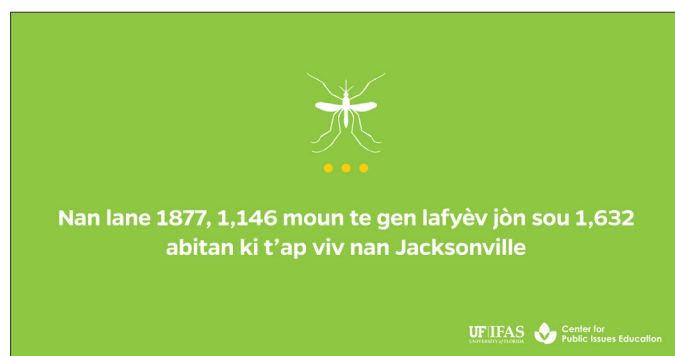 Nan lane 1877, 1,146 moun te gen lafyèv jòn sou 1,632
abitan ki t'ap viv nan Jacksonville
UF|IFAS
UNIVERSITY of FLORIDA
Center for
Public Issues Education